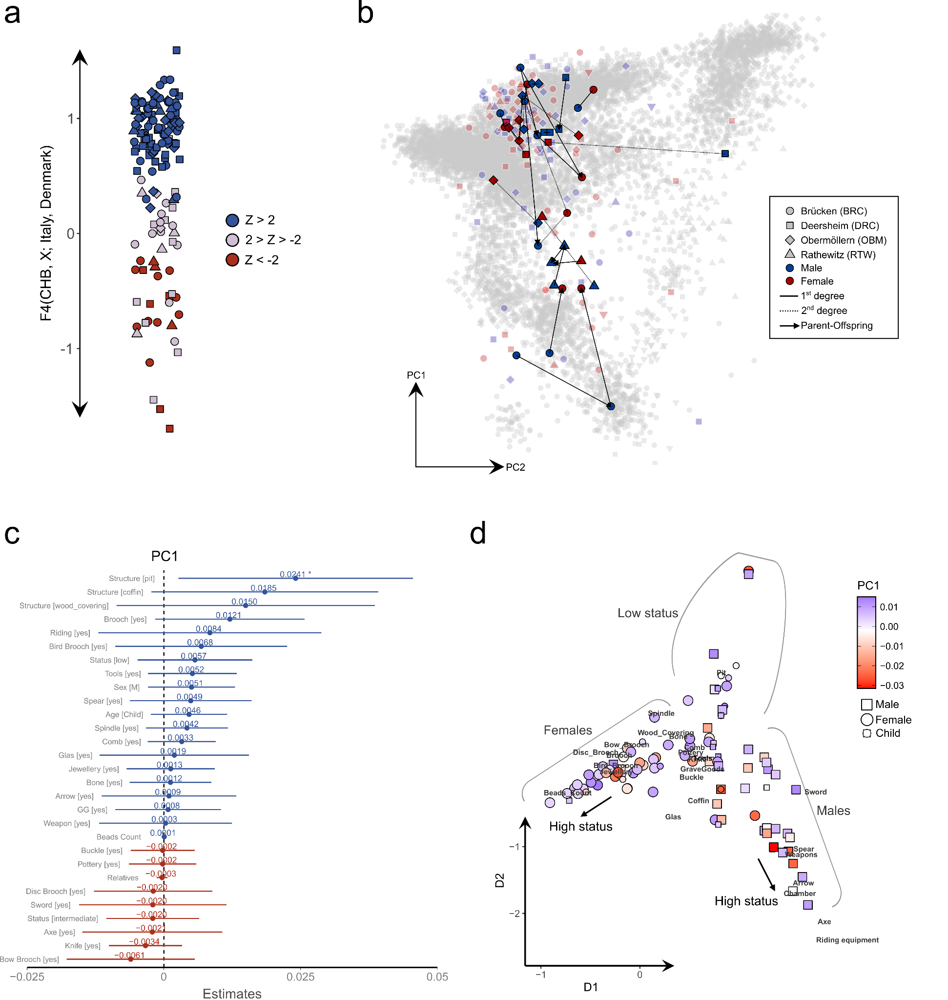 a
F4(CHB, X; Italy, Denmark)
1
0
-1
Z > 2
2 > Z > -2
Z < -2
b
PC1
PC2
Brücken (BRC)
Deersheim (DRC)
Obermöllern (OBM)
Rathewitz (RTW)
Male
Female
1st degree
2nd degree
Parent-Offspring
c
PC1
Structure [pit] 0.0241 *
Structure [coffin] 0.0185
Structure [wood_covering] 0.0150
Brooch [yes] 0.0121
Riding [yes] 0.0084
Bird Brooch [yes] 0.0068
Status [low] 0.0057
Tools [yes] 0.0052
Sex [M] 0.0051
Spear [yes] 0.0049
Age [Child] 0.0046
Spindle [yes] 0.0042
Comb [yes] 0.0033
Glas [yes] 0.0019
Jewellery [yes] 0.0013
Bone [yes] 0.0012
Arrow [yes] 0.0009
GG [yes] 0.0008
Weapon [yes] 0.0003
Beads Count 0.0001
Buckle [yes] −0.0002
Pottery [yes] −0.0002
Relatives −0.0003
Disc Brooch [yes] −0.0020
Sword [yes] −0.0020
Status [intermediate] −0.0020
Axe [yes] −0.0021
Knife [yes] −0.0034
Bow Brooch [yes] −0.0061
−0.025 0 0.025 0.05
Estimates
d
Low status
Females
Males
High status
High status
Pit
Spindle
Wood_Covering
Bone
Bow_Brooch
Comb
Disc_Brooch
Brooch
Pottery
Knife
Tools
Bird_Brooch
Jewellery
GraveGoods
Buckle
Beads_Count
Coffin
Glas
Sword
Spear
Weapons
Arrow
Chamber
Axe
Riding equipment
−1
−2
D2
−1 0
D1
PC1
0.01
0.00
−0.01
−0.02
−0.03
Male
Female
Child